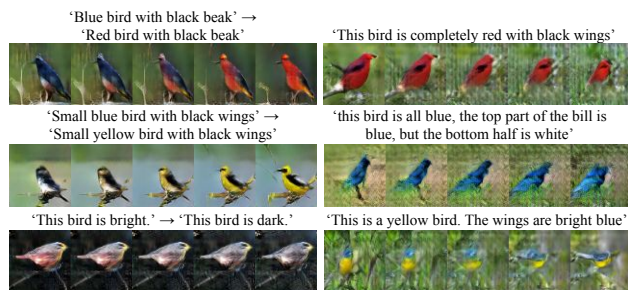 ‘Blue bird with black beak’ →
‘Red bird with black beak’
‘This bird is completely red with black wings’
‘Small blue bird with black wings’ →
‘Small yellow bird with black wings’
‘this bird is all blue, the top part of the bill is
blue, but the bottom half is white’
‘This bird is bright.’ → ‘This bird is dark.’
‘This is a yellow bird. The wings are bright blue’